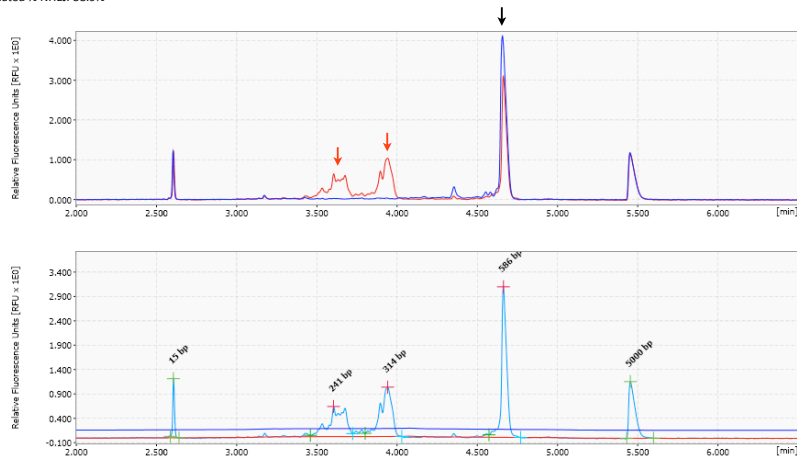 Relative Fluorescence Units [RFU x 1E0]
4.000
3.000
2.000
1.000
0.000
2.000 2.500 3.000 3.500 4.000 4.500 5.000 5.500 6.000 [min]
Relative Fluorescence Units [RFU x 1E0]
3.400
2.900
2.400
1.900
1.400
0.900
0.400
-0.100
15 bp
241 bp
314 bp
586 bp
5000 bp
2.000 2.500 3.000 3.500 4.000 4.500 5.000 5.500 6.000 [min]